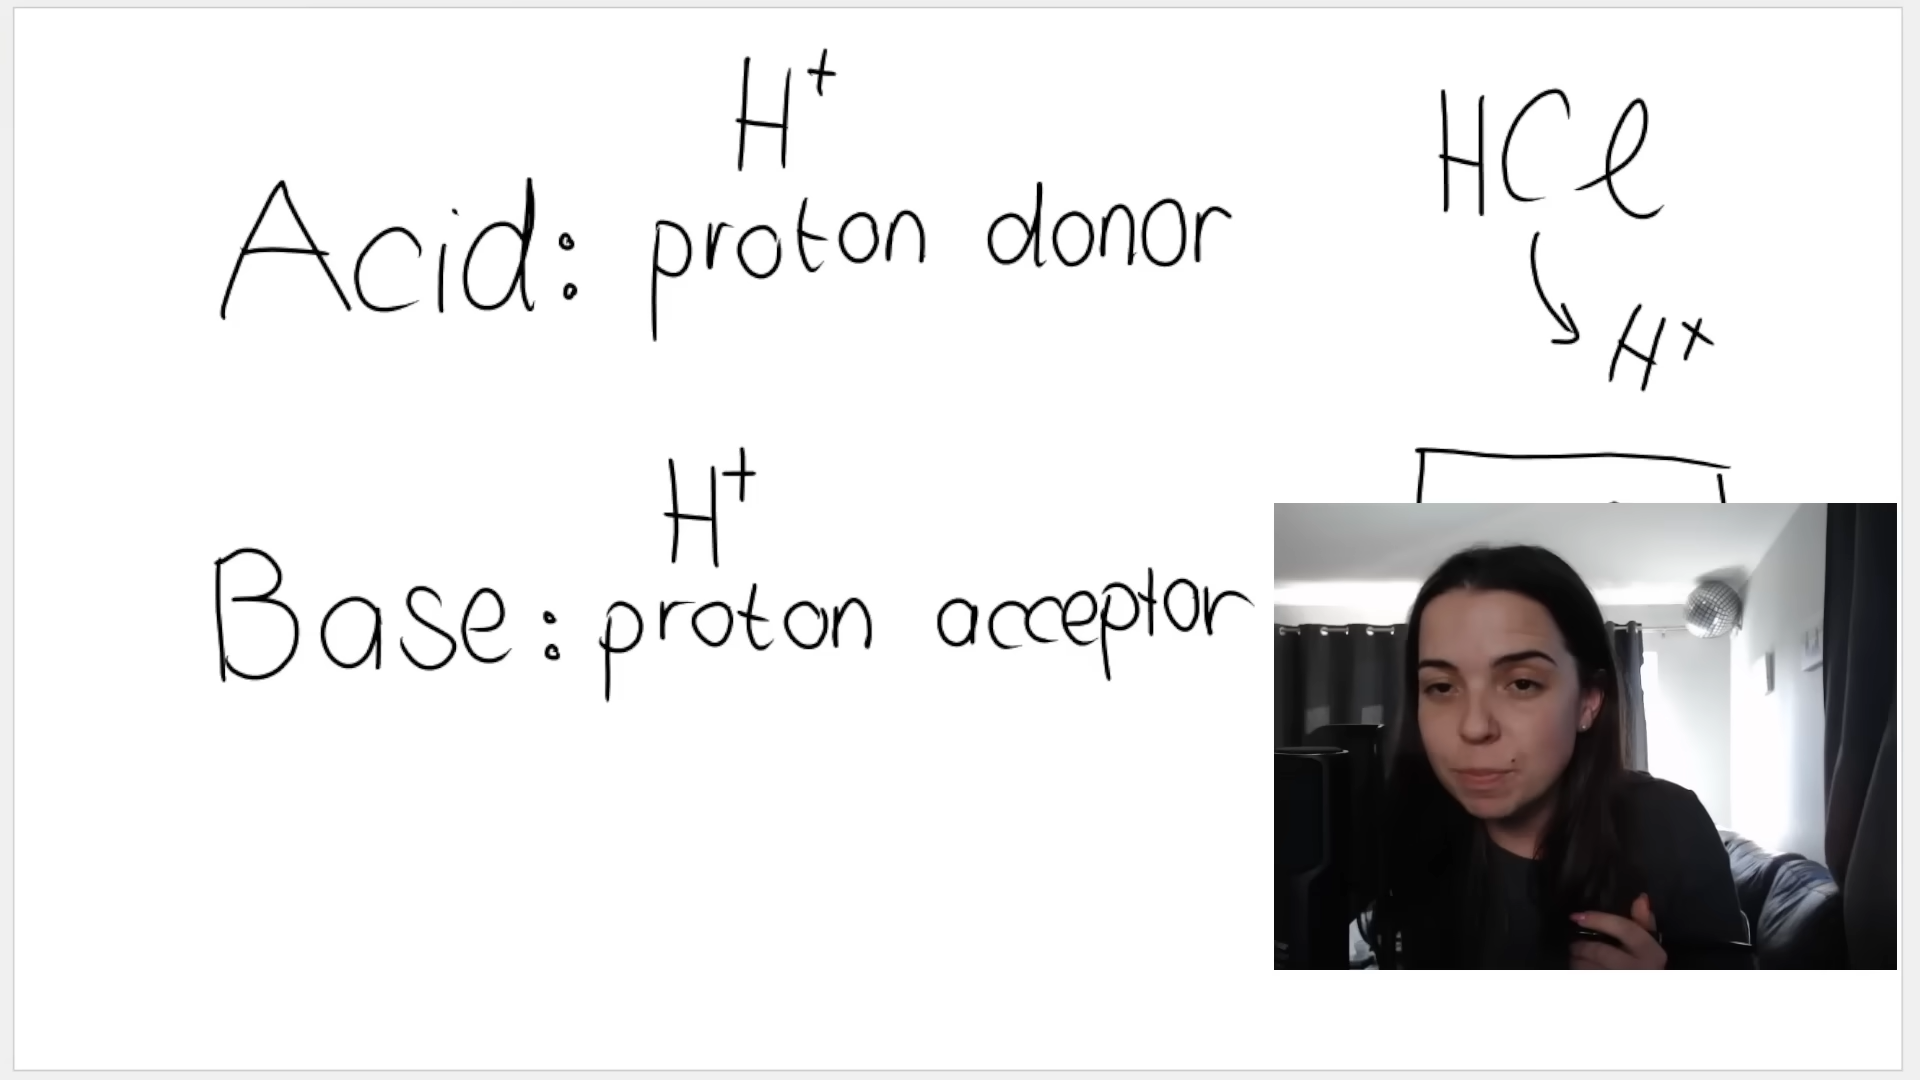 H+
Acid: proton donor
HCl
H+
H+
Base: proton acceptor